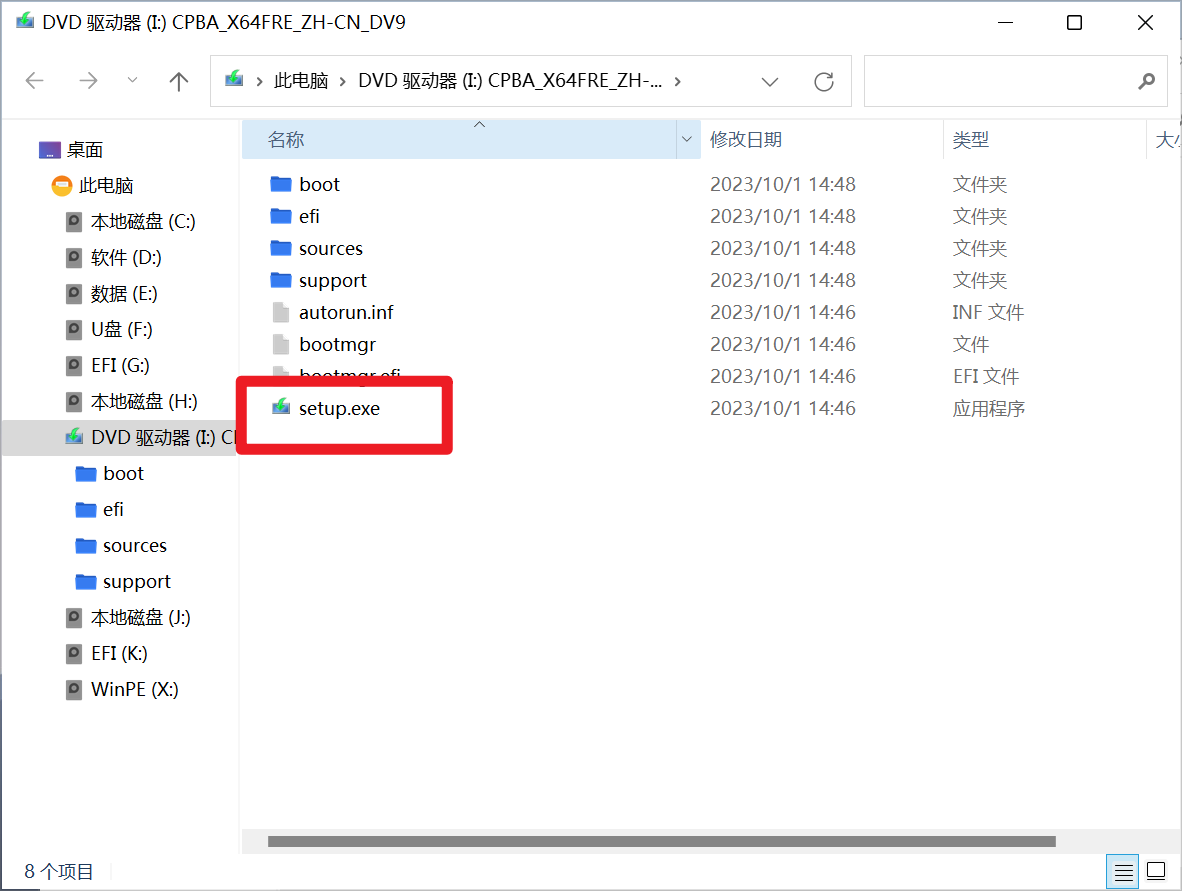 DVD 驱动器 (I:) CPBA_X64FRE_ZH-CN_DV9
此电脑 DVD 驱动器 (I:) CPBA_X64FRE_ZH-...
名称 修改日期 类型 大小
桌面
此电脑
本地磁盘 (C:)
软件 (D:)
数据 (E:)
U盘 (F:)
EFI (G:)
本地磁盘 (H:)
DVD 驱动器 (I:) CP
boot
efi
sources
support
本地磁盘 (J:)
EFI (K:)
WinPE (X:)
boot 2023/10/1 14:48 文件夹
efi 2023/10/1 14:48 文件夹
sources 2023/10/1 14:48 文件夹
support 2023/10/1 14:48 文件夹
autorun.inf 2023/10/1 14:46 INF 文件
bootmgr 2023/10/1 14:46 文件
bootmgr.efi 2023/10/1 14:46 EFI 文件
setup.exe 2023/10/1 14:46 应用程序
8 个项目